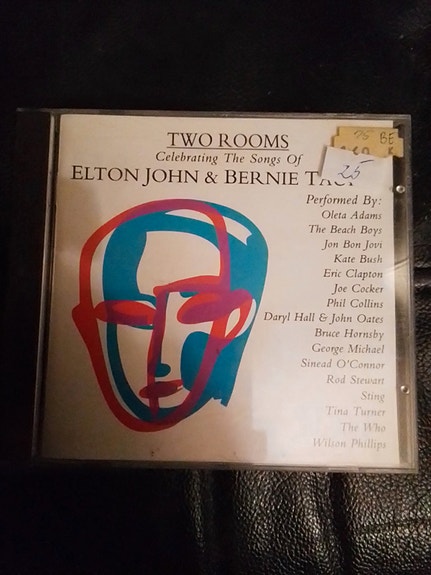 TWO ROOMS
Celebrating The Songs Of
ELTON JOHN & BERNIE
Performed By:
Oleta Adams
The Beach Boys
Jon Bon Jovi
Kate Bush
Eric Clapton
Joe Cocker
Phil Collins
Daryl Hall & John Oates
Bruce Hornsby
George Michael
Sinead O'Connor
Rod Stewart
Sting
Tina Turner
The Who
Wilson Phillips
75 BE
25